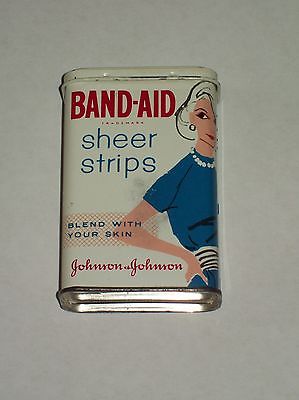 BAND-AID
TRADEMARK
sheer
strips
BLEND WITH
YOUR SKIN
Johnson & Johnson